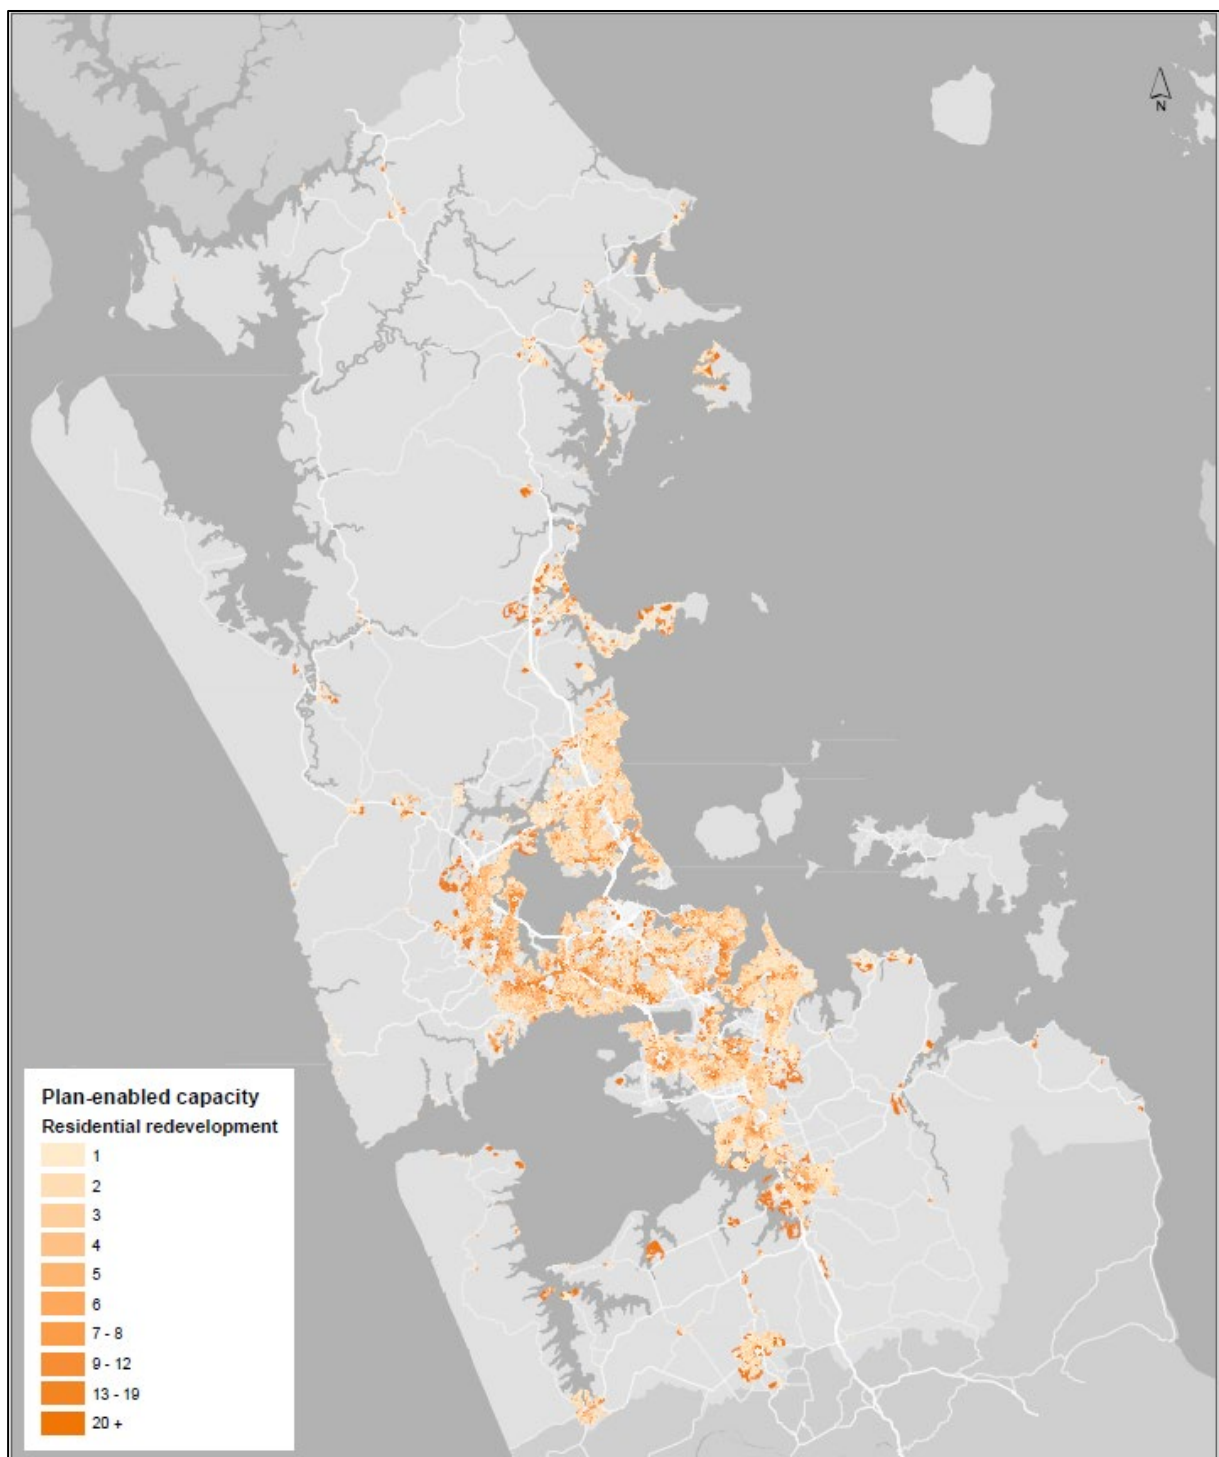 N
Plan-enabled capacity
Residential redevelopment
1
2
3
4
5
6
7 - 8
9 - 12
13 - 19
20 +